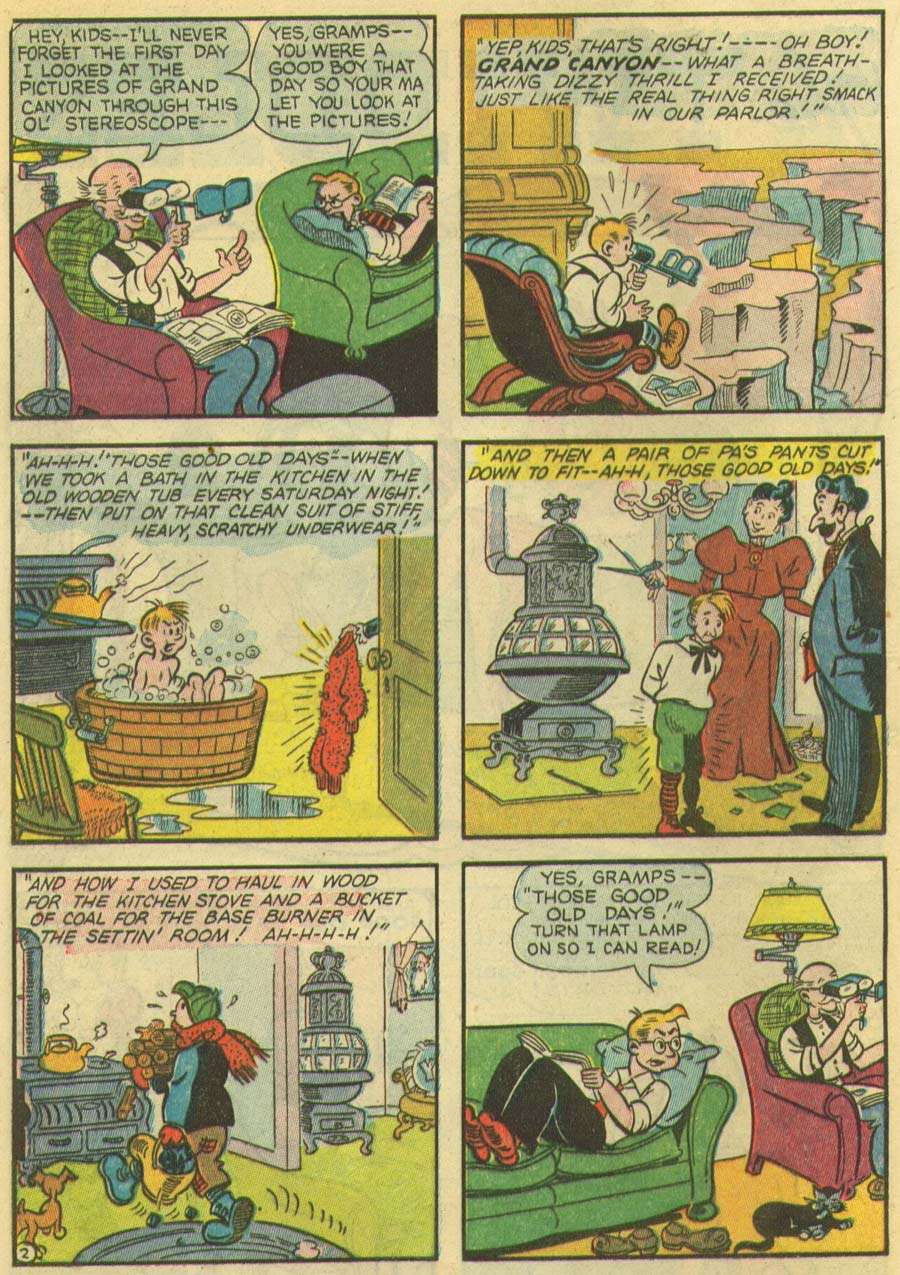 HEY, KIDS--I'LL NEVER
FORGET THE FIRST DAY
I LOOKED AT THE
PICTURES OF GRAND
CANYON THROUGH THIS
OL' STEREOSCOPE---
YES, GRAMPS--
YOU WERE A
GOOD BOY THAT
DAY SO YOUR MA
LET YOU LOOK AT
THE PICTURES!
"YEP, KIDS, THAT'S RIGHT!---- OH BOY!
GRAND CANYON--WHAT A BREATH-
TAKING DIZZY THRILL I RECEIVED!
JUST LIKE THE REAL THING RIGHT SMACK
IN OUR PARLOR!"
"AH-H-H! "THOSE GOOD OLD DAYS"--WHEN
WE TOOK A BATH IN THE KITCHEN IN THE
OLD WOODEN TUB EVERY SATURDAY NIGHT!
--THEN PUT ON THAT CLEAN SUIT OF STIFF,
HEAVY, SCRATCHY UNDERWEAR!"
"AND THEN A PAIR OF PA'S PANTS CUT
DOWN TO FIT--AH-H, THOSE GOOD OLD DAYS!"
"AND HOW I USED TO HAUL IN WOOD
FOR THE KITCHEN STOVE AND A BUCKET
OF COAL FOR THE BASE BURNER IN
THE SETTIN' ROOM! AH-H-H-H!"
2
YES, GRAMPS--
"THOSE GOOD
OLD DAYS!"
TURN THAT LAMP
ON SO I CAN READ!